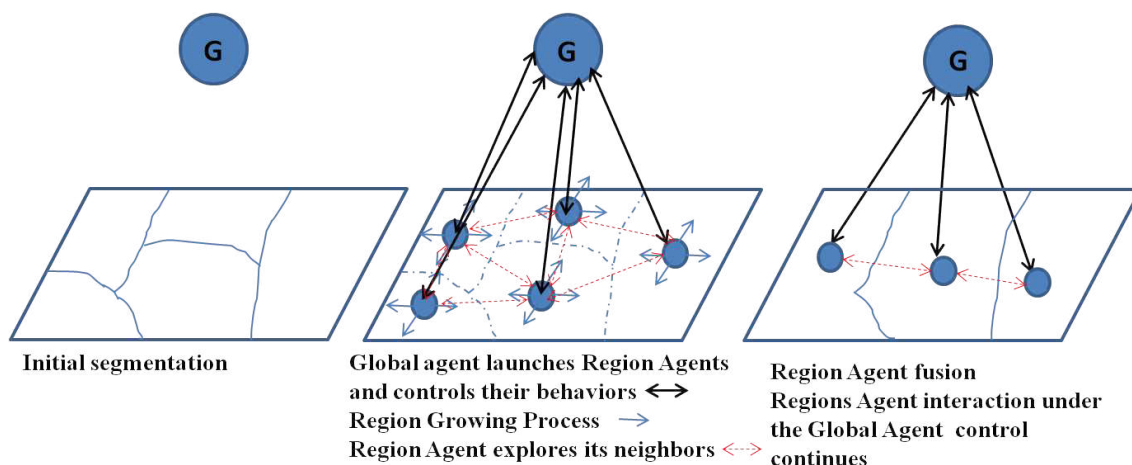 G
G
G
Initial segmentation
Global agent launches Region Agents
and controls their behaviors
Region Growing Process
Region Agent explores its neighbors
Region Agent fusion
Regions Agent interaction under
the Global Agent control
continues